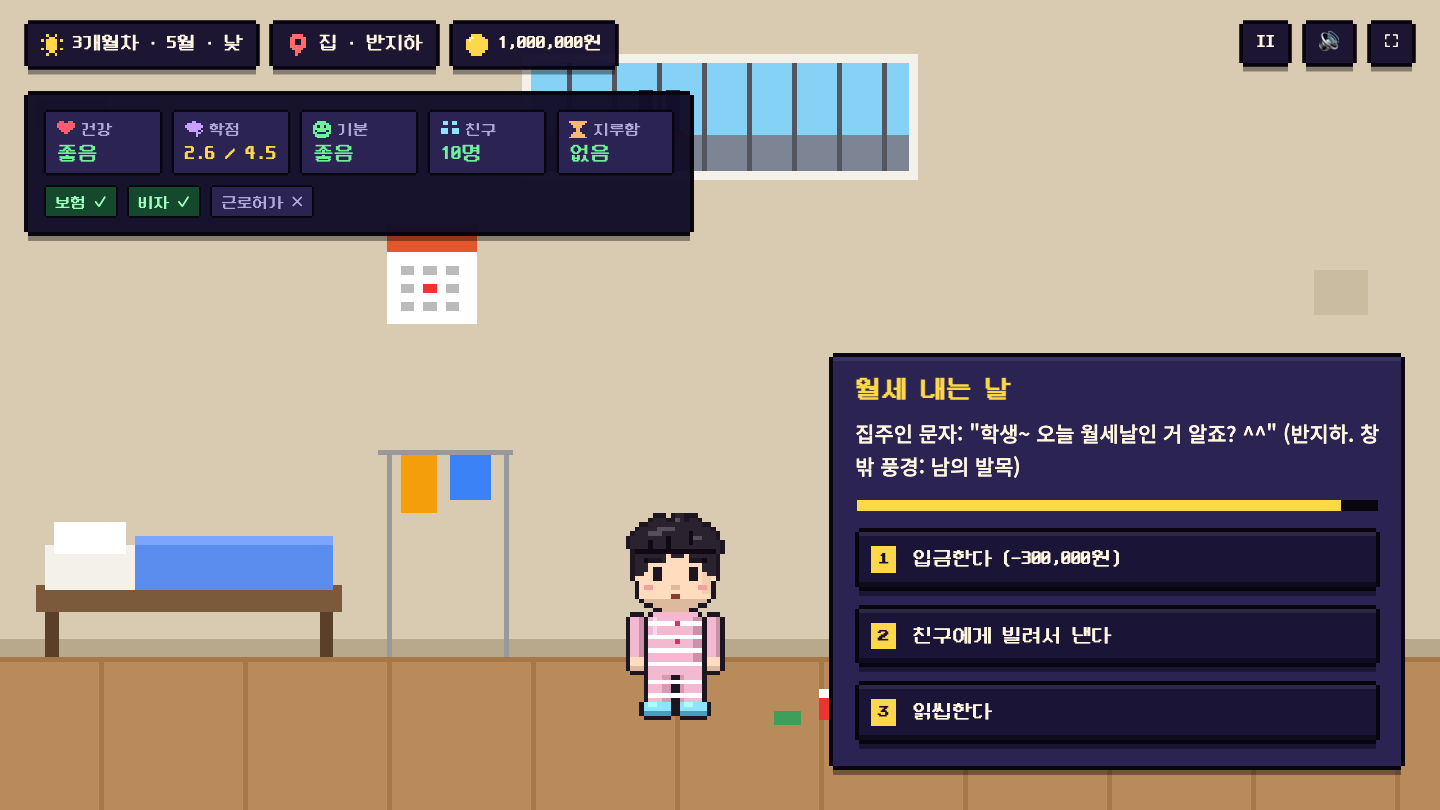 3개월차 · 5월 · 낮
집 · 반지하
1,000,000원
II
건강
좋음
학점
2.6 / 4.5
기분
좋음
친구
10명
지루함
없음
보험 ✓
비자 ✓
근로허가 ✕
월세 내는 날
집주인 문자: "학생~ 오늘 월세날인 거 알죠? ^^" (반지하. 창
밖 풍경: 남의 발목)
1 입금한다 (-300,000원)
2 친구에게 빌려서 낸다
3 읽씹한다